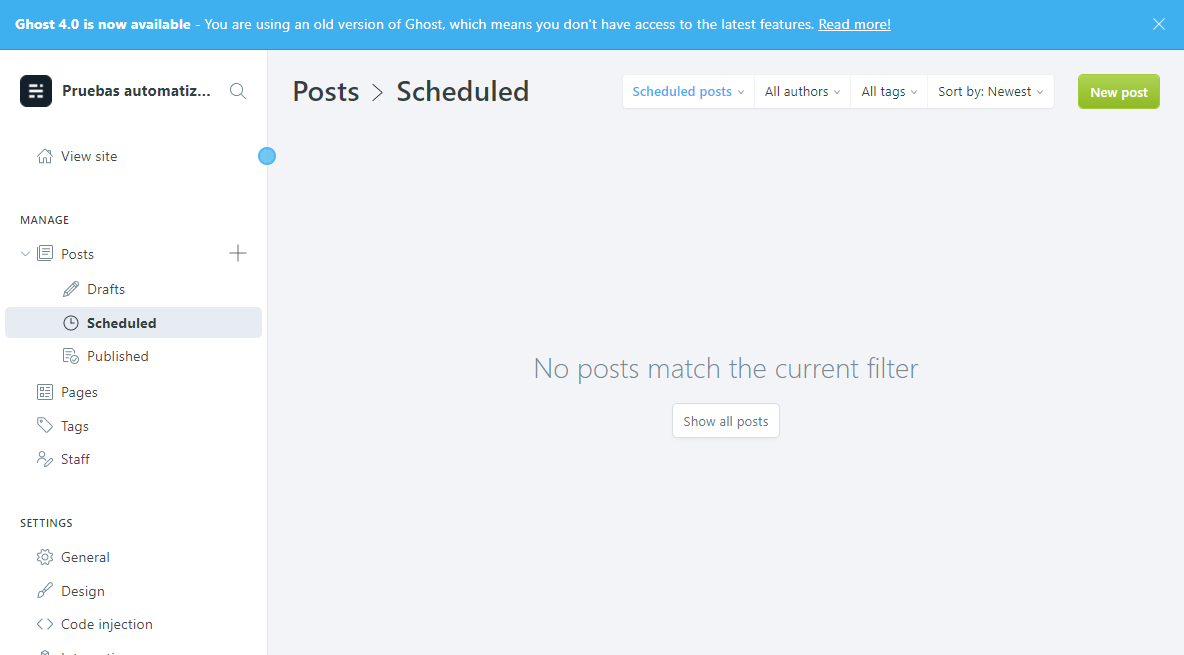 Ghost 4.0 is now available - You are using an old version of Ghost, which means you don't have access to the latest features. Read more!
Pruebas automatiz...
View site
MANAGE
Posts
Drafts
Scheduled
Published
Pages
Tags
Staff
SETTINGS
General
Design
Code injection
Posts > Scheduled
Scheduled posts
All authors
All tags
Sort by: Newest
New post
No posts match the current filter
Show all posts